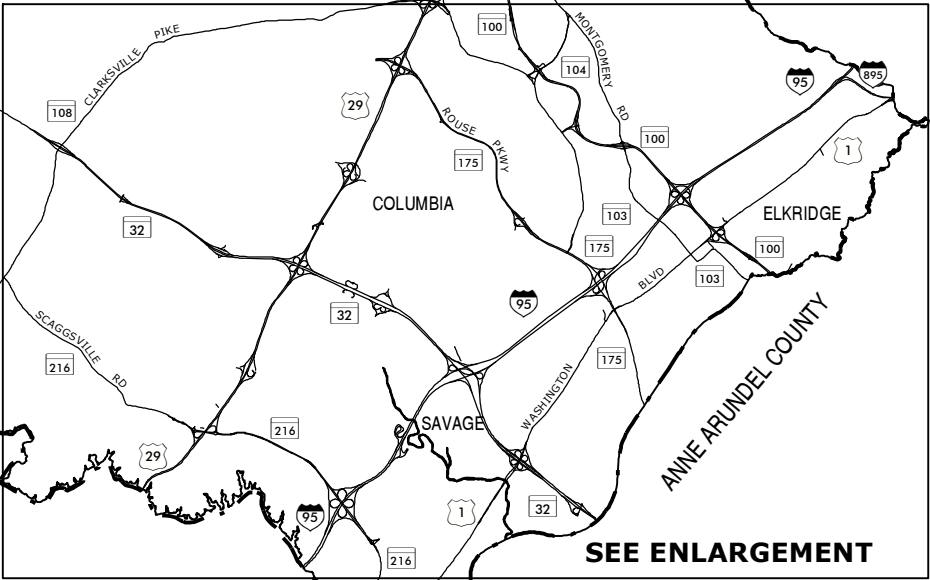 100
MONTGOMERY RD
CLARKSVILLE PIKE
104
95
895
29
108
ROUSE PKWY
100
1
175
COLUMBIA
103
ELKRIDGE
32
175
100
103
BLVD
95
32
SCAGGSVILLE RD
216
175
ANNE ARUNDEL COUNTY
WASHINGTON
SAVAGE
216
29
95
1
32
216
SEE ENLARGEMENT